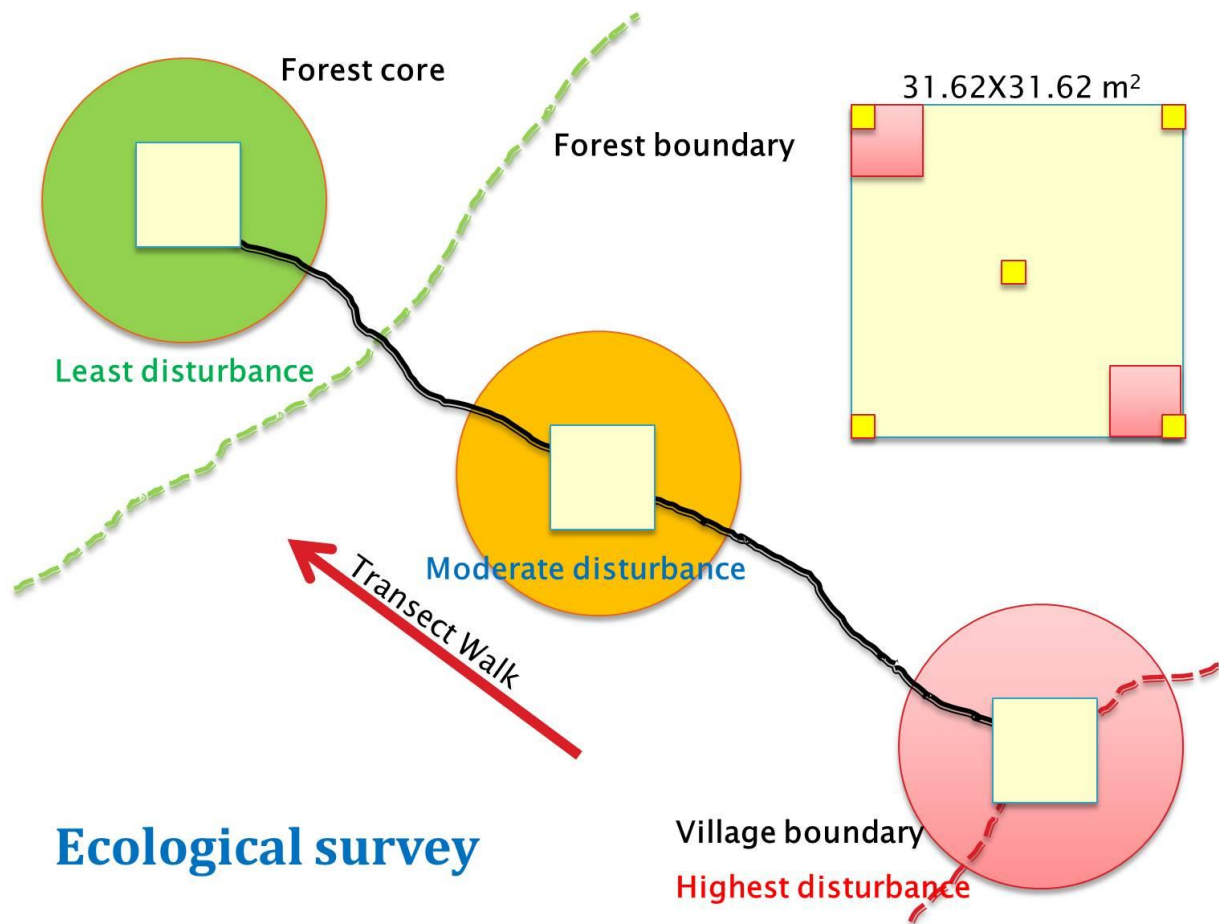 Forest core
31.62X31.62 m²
Forest boundary
Least disturbance
Moderate disturbance
Transect Walk
Village boundary
Ecological survey
Highest disturbance